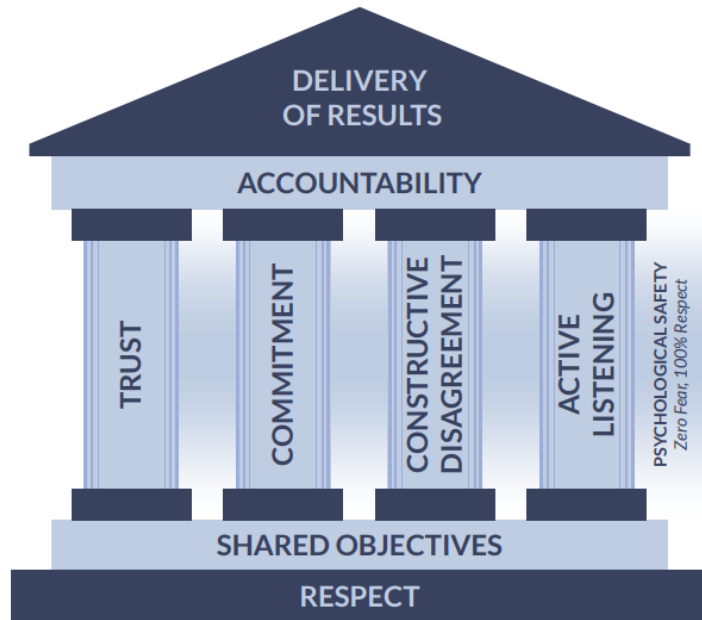 DELIVERY
OF RESULTS
ACCOUNTABILITY
TRUST
COMMITMENT
CONSTRUCTIVE
DISAGREEMENT
ACTIVE
LISTENING
PSYCHOLOGICAL SAFETY
Zero Fear, 100% Respect
SHARED OBJECTIVES
RESPECT